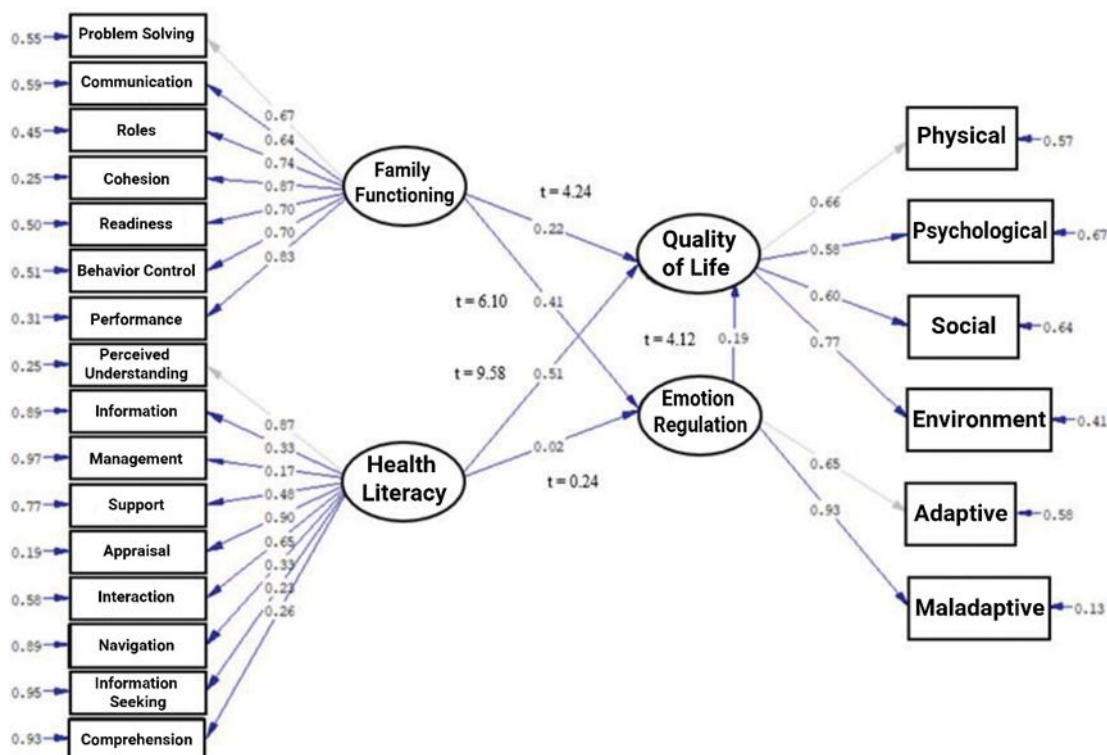 0.55
Problem Solving
0.59
Communication
0.45
Roles
0.25
Cohesion
0.50
Readiness
0.51
Behavior Control
0.31
Performance
0.25
Perceived
Understanding
0.89
Information
0.97
Management
0.77
Support
0.19
Appraisal
0.58
Interaction
0.89
Navigation
0.95
Information
Seeking
0.93
Comprehension
0.67
0.64
0.74
0.87
0.70
0.70
0.83
0.87
0.33
0.17
0.48
0.90
0.65
0.33
0.23
0.26
Family
Functioning
Health
Literacy
t = 4.24
0.22
t = 6.10
0.41
t = 9.58
0.51
t = 4.12
0.19
0.02
t = 0.24
Quality
of Life
Emotion
Regulation
0.66
0.58
0.60
0.77
0.65
0.93
Physical
0.57
Psychological
0.67
Social
0.64
Environment
0.41
Adaptive
0.58
Maladaptive
0.13